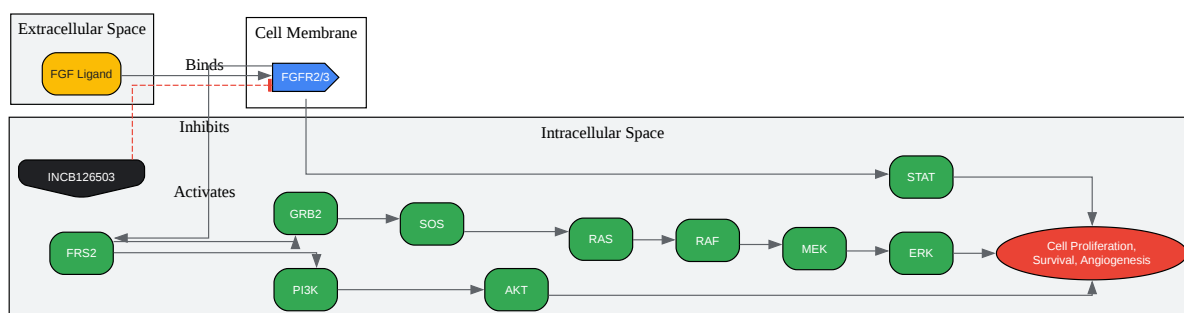 Extracellular Space
Cell Membrane
FGF Ligand
Binds
FGFR2/3
Inhibits
Intracellular Space
INCB126503
STAT
Activates
GRB2
SOS
RAS
RAF
MEK
ERK
FRS2
Cell Proliferation,
Survival, Angiogenesis
PI3K
AKT